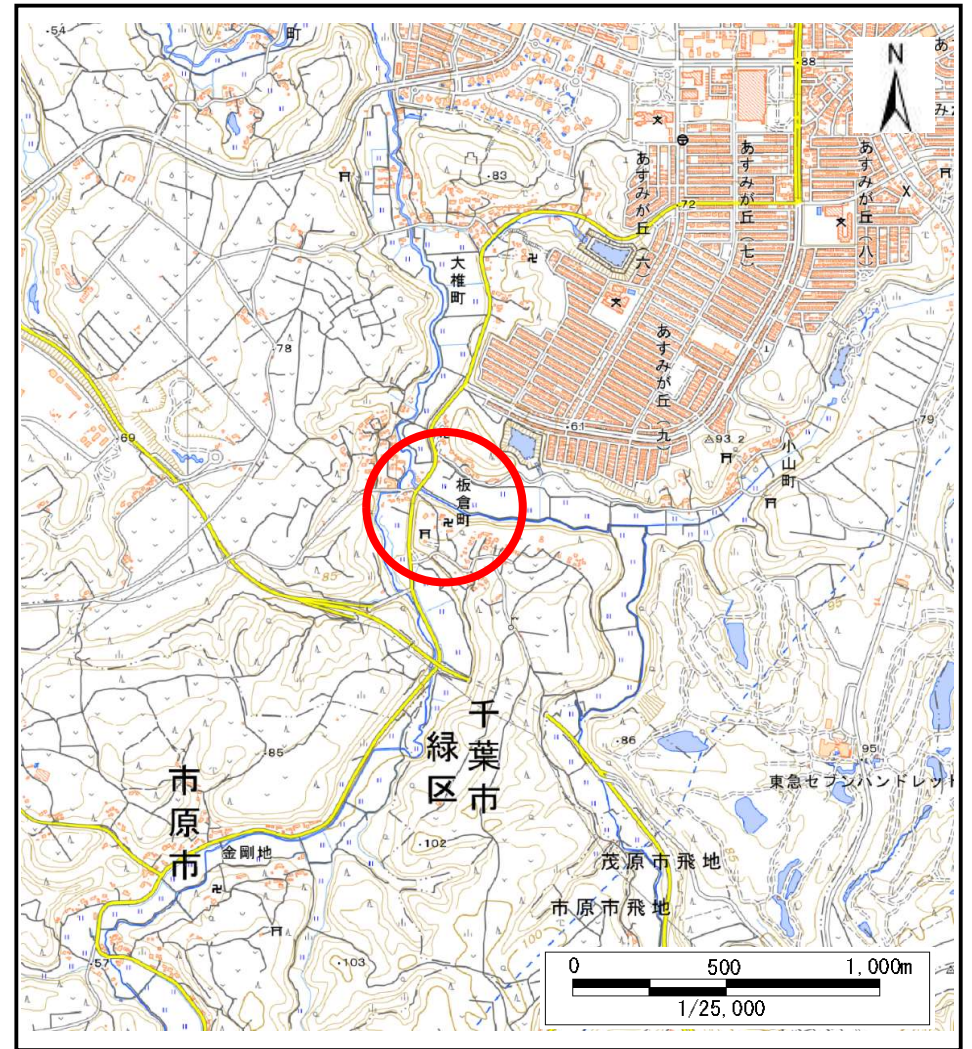 ・54
町
あ
N
・88
み
あすみが丘(六)
あすみが丘(七)
あすみが丘(八)
・83
・72
大椎町
・78
あすみが丘(九)
・61
・79
・69
△93.2
小山町
板倉町
85
95
千葉市
緑区
・86
・85
95
市原市
東急セブンハンドレッド
金剛地
・102
85
茂原市飛地
市原市飛地
100
・57
・103
0 500 1,000m
1/25,000